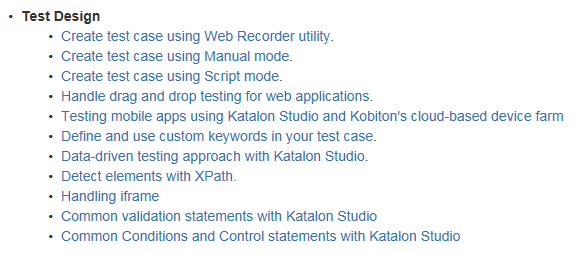 Test Design
Create test case using Web Recorder utility.
Create test case using Manual mode.
Create test case using Script mode.
Handle drag and drop testing for web applications.
Testing mobile apps using Katalon Studio and Kobiton's cloud-based device farm
Define and use custom keywords in your test case.
Data-driven testing approach with Katalon Studio.
Detect elements with XPath.
Handling iframe
Common validation statements with Katalon Studio
Common Conditions and Control statements with Katalon Studio